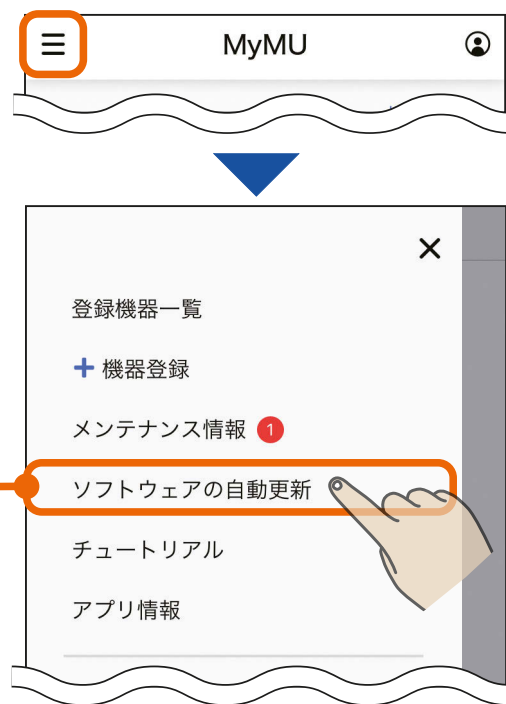 MyMU
登録機器一覧
+ 機器登録
メンテナンス情報 1
ソフトウェアの自動更新
チュートリアル
アプリ情報